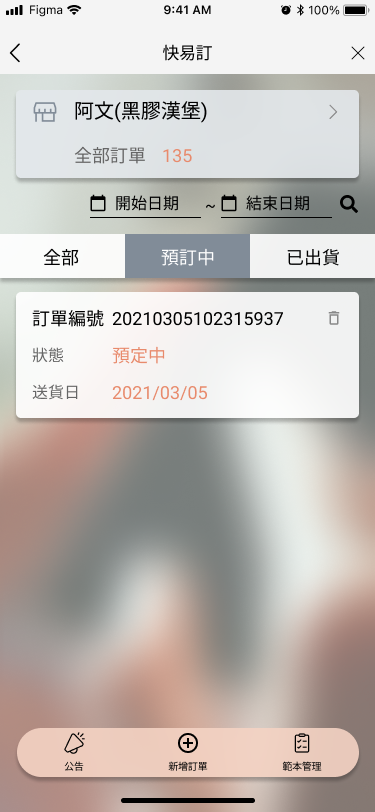 Figma 9:41 AM 100%
快易訂
阿文(黑膠漢堡)
全部訂單 135
開始日期 ~ 結束日期
全部 預訂中 已出貨
訂單編號 20210305102315937
狀態 預定中
送貨日 2021/03/05
公告 新增訂單 範本管理